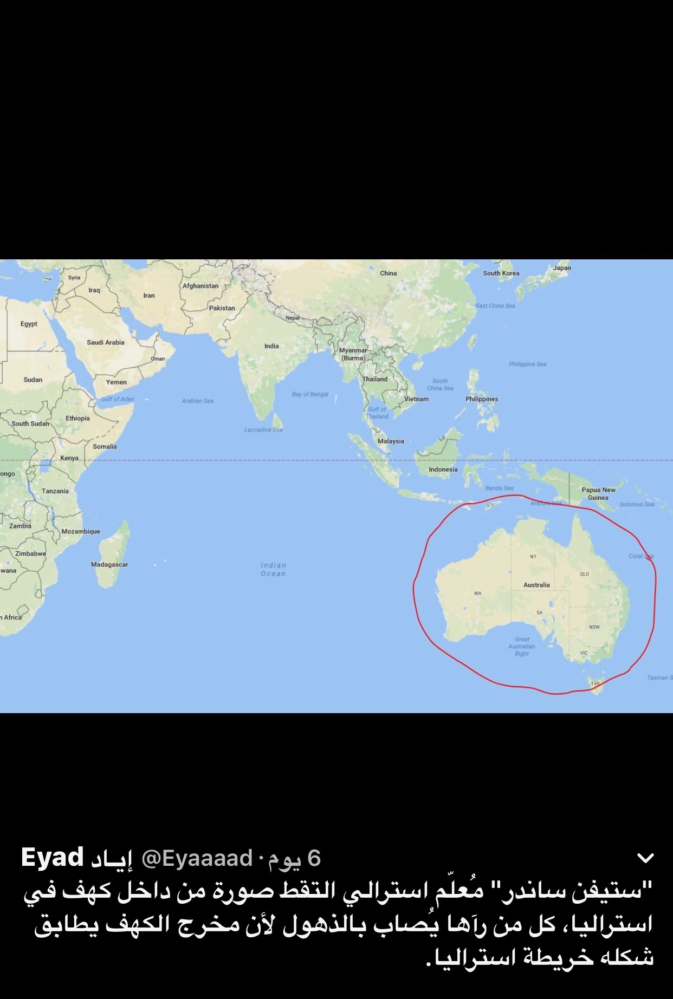 Japan
China
South Korea
Syria
Afghanistan
Iraq
Iran
East China Sea
Pakistan
Nepal
Egypt
Saudi Arabia
India
Myanmar
(Burma)
Oman
Philippine Sea
Sudan
Thailand
Yemen
South
China Sea
Bay of Bengal
Gulf of Aden
Arabian Sea
Vietnam
Philippines
Gulf of
Thailand
Ethiopia
South Sudan
Laccadive Sea
Malaysia
Somalia
Kenya
Indonesia
ongo
Banda Sea
Papua New
Guinea
Tanzania
Arafura Sea
Solomon Sea
Zambia
Mozambique
Zimbabwe
NT
Coral Sea
Madagascar
Indian
Ocean
wana
QLD
Australia
WA
SA
n Africa
NSW
Great
Australian
Bight
VIC
Tasman S
TAS
Eyad إياد @Eyaaaad · 6 يوم
"ستيفن ساندر" مُعلّم استرالي التقط صورة من داخل كهف في
استراليا، كل من رآها يُصاب بالذهول لأن مخرج الكهف يطابق
شكله خريطة استراليا.